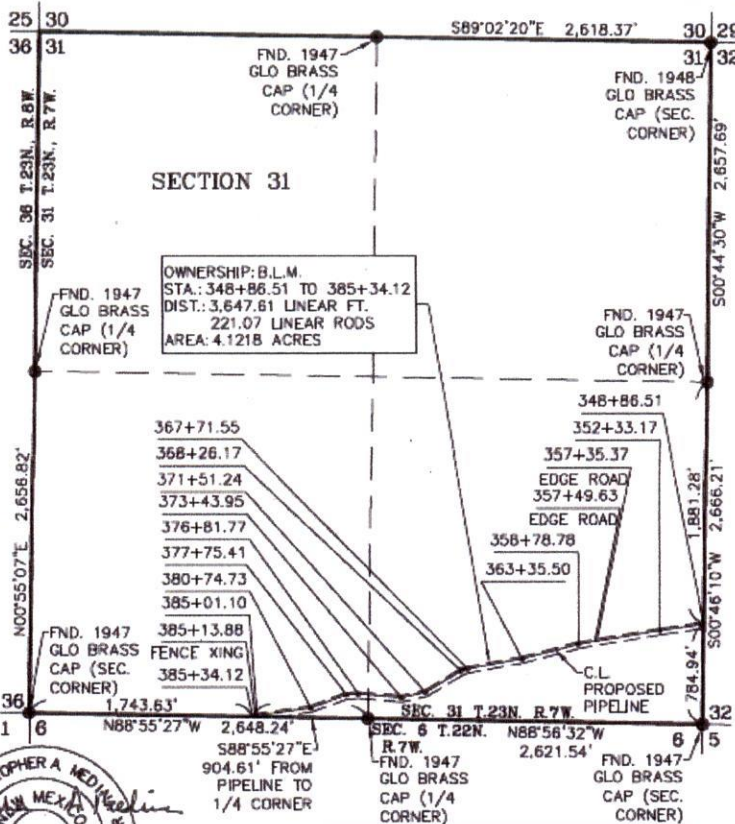 25 30
36 31
S89°02'20"E 2,618.37'
30 29
31 32
FND. 1947
GLO BRASS
CAP (1/4
CORNER)
FND. 1948
GLO BRASS
CAP (SEC.
CORNER)
SEC. 36 T.23N., R.8W.
SEC. 31 T.23N., R.7W.
2,657.69'
S00°44'30"W
SECTION 31
OWNERSHIP: B.L.M.
STA.: 348+86.51 TO 385+34.12
DIST.: 3,647.61 LINEAR FT.
221.07 LINEAR RODS
AREA: 4.1218 ACRES
FND. 1947
GLO BRASS
CAP (1/4
CORNER)
FND. 1947
GLO BRASS
CAP (1/4
CORNER)
348+86.51
352+33.17
357+35.37
EDGE ROAD
357+49.63
EDGE ROAD
358+78.78
363+35.50
367+71.55
368+26.17
371+51.24
373+43.95
376+81.77
377+75.41
380+74.73
385+01.10
385+13.88
FENCE XING
385+34.12
N00°55'07"E 2,656.82'
1,881.28'
S00°46'10"W 2,666.21'
784.94'
C.L.
PROPOSED
PIPELINE
FND. 1947
GLO BRASS
CAP (SEC.
CORNER)
36
1 6
1,743.63'
N88°55'27"W 2,648.24'
SEC. 31 T.23N. R.7W.
SEC. 6 T.22N. R.7W.
N88°56'32"W
2,621.54'
32
6 5
S88°55'27"E
904.61' FROM
PIPELINE TO
1/4 CORNER
FND. 1947
GLO BRASS
CAP (1/4
CORNER)
FND. 1947
GLO BRASS
CAP (SEC.
CORNER)
NEW MEXICO